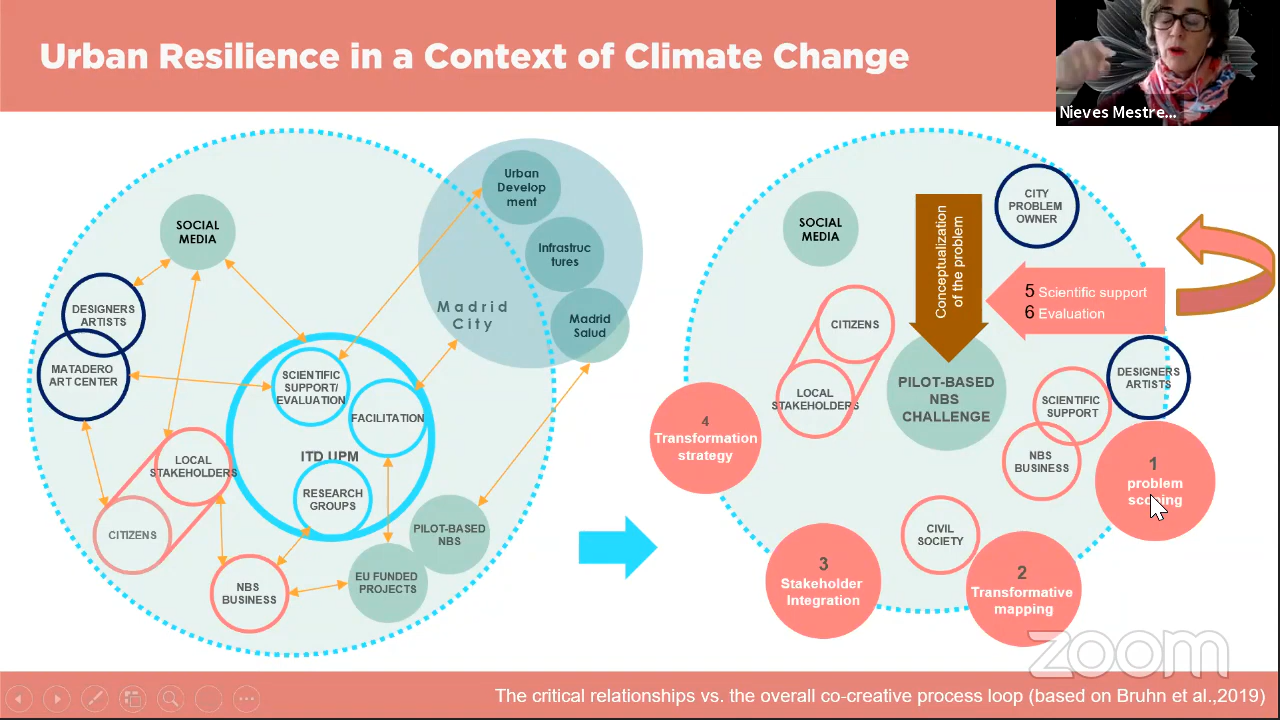 Urban Resilience in a Context of Climate Change
Nieves Mestre...
SOCIAL
MEDIA
DESIGNERS
ARTISTS
MATADERO
ART CENTER
LOCAL
STAKEHOLDERS
CITIZENS
NBS
BUSINESS
SCIENTIFIC
SUPPORT/
EVALUATION
FACILITATION
ITD UPM
RESEARCH
GROUPS
EU FUNDED
PROJECTS
PILOT-BASED
NBS
Madrid
City
Urban
Develop
ment
Infrastruc
tures
Madrid
Salud
SOCIAL
MEDIA
Conceptualization
of the problem
CITY
PROBLEM
OWNER
5 Scientific support
6 Evaluation
CITIZENS
LOCAL
STAKEHOLDERS
PILOT-BASED
NBS
CHALLENGE
DESIGNERS
ARTISTS
SCIENTIFIC
SUPPORT
NBS
BUSINESS
CIVIL
SOCIETY
1
problem
scoping
2
Transformative
mapping
3
Stakeholder
Integration
4
Transformation
strategy
zoom
The critical relationships vs. the overall co-creative process loop (based on Bruhn et al.,2019)